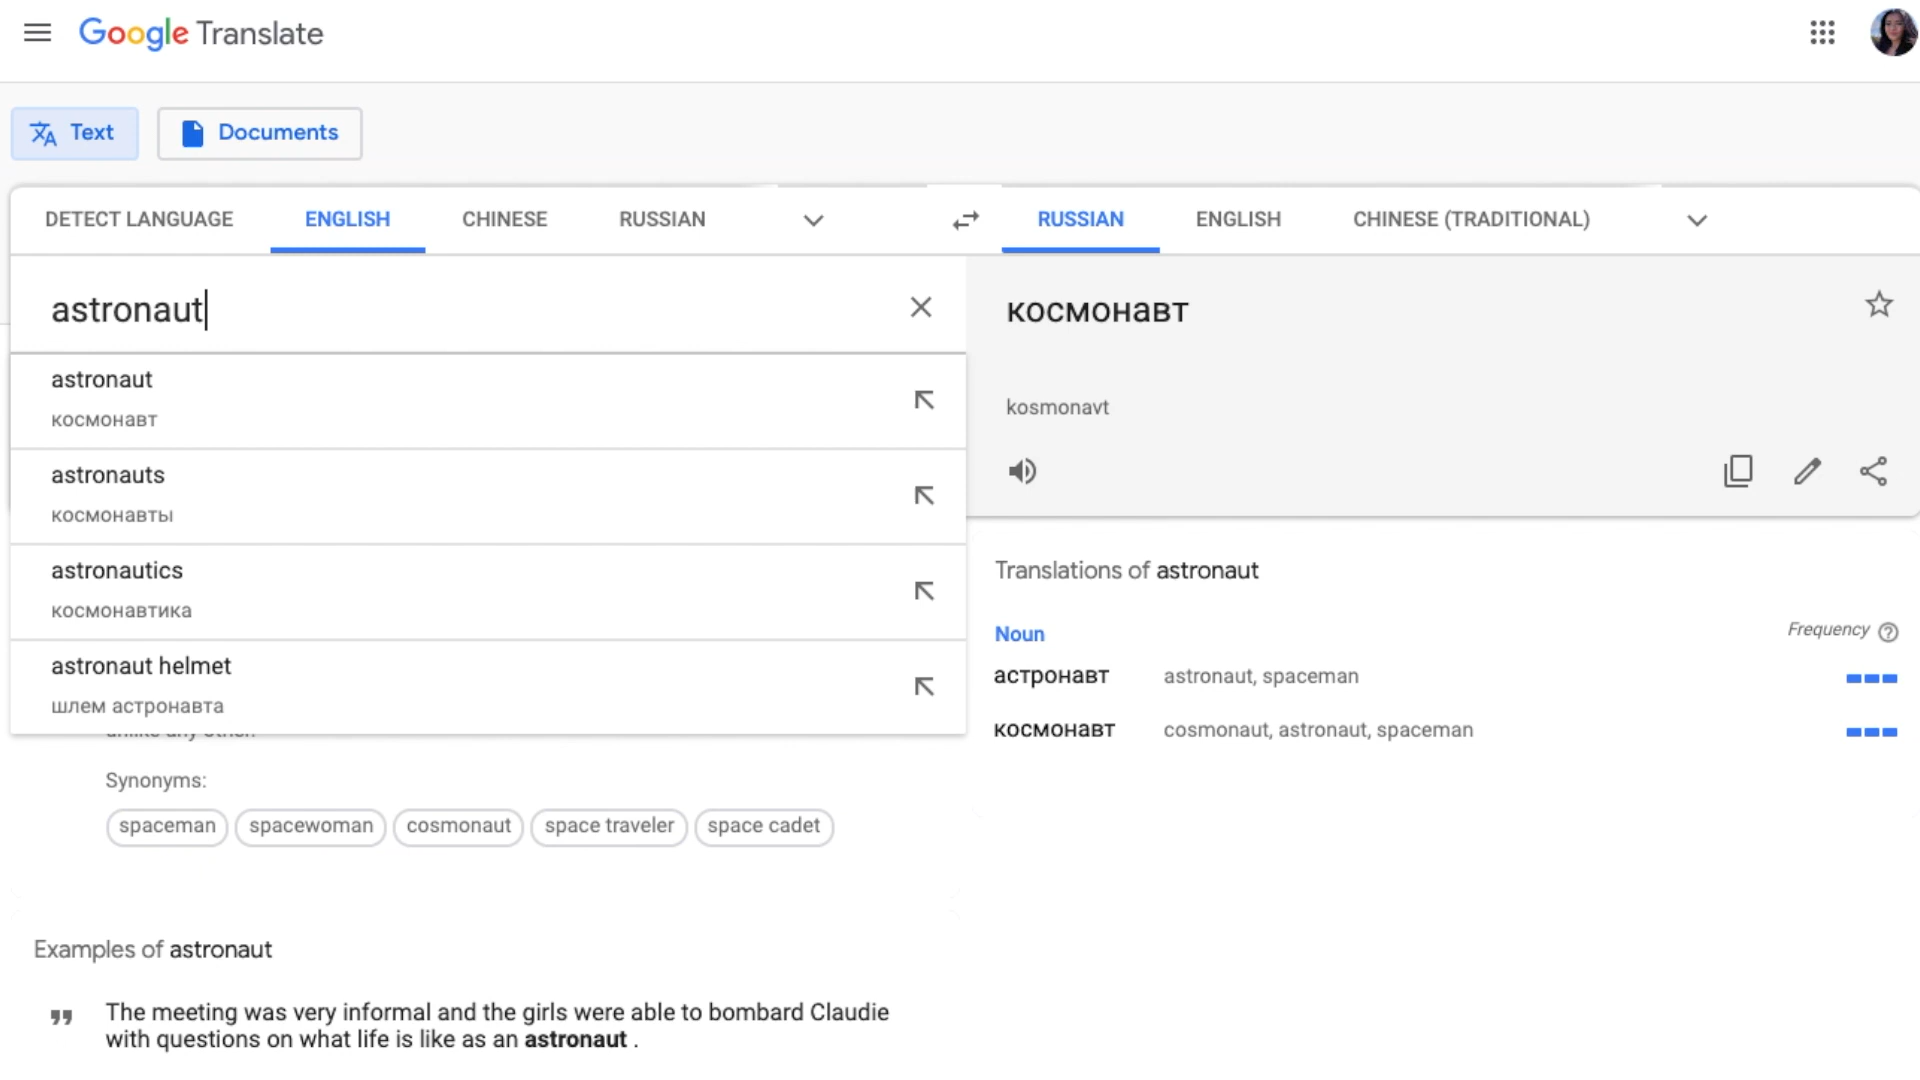 Google Translate
Text
Documents
DETECT LANGUAGE ENGLISH CHINESE RUSSIAN
RUSSIAN ENGLISH CHINESE (TRADITIONAL)
astronaut
космонавт
kosmonavt
astronaut
космонавт
astronauts
космонавты
astronautics
космонавтика
astronaut helmet
шлем астронавта
Translations of astronaut
Noun Frequency
астронавт astronaut, spaceman
космонавт cosmonaut, astronaut, spaceman
unlike any other.
Synonyms:
spaceman spacewoman cosmonaut space traveler space cadet
Examples of astronaut
The meeting was very informal and the girls were able to bombard Claudie
with questions on what life is like as an astronaut .